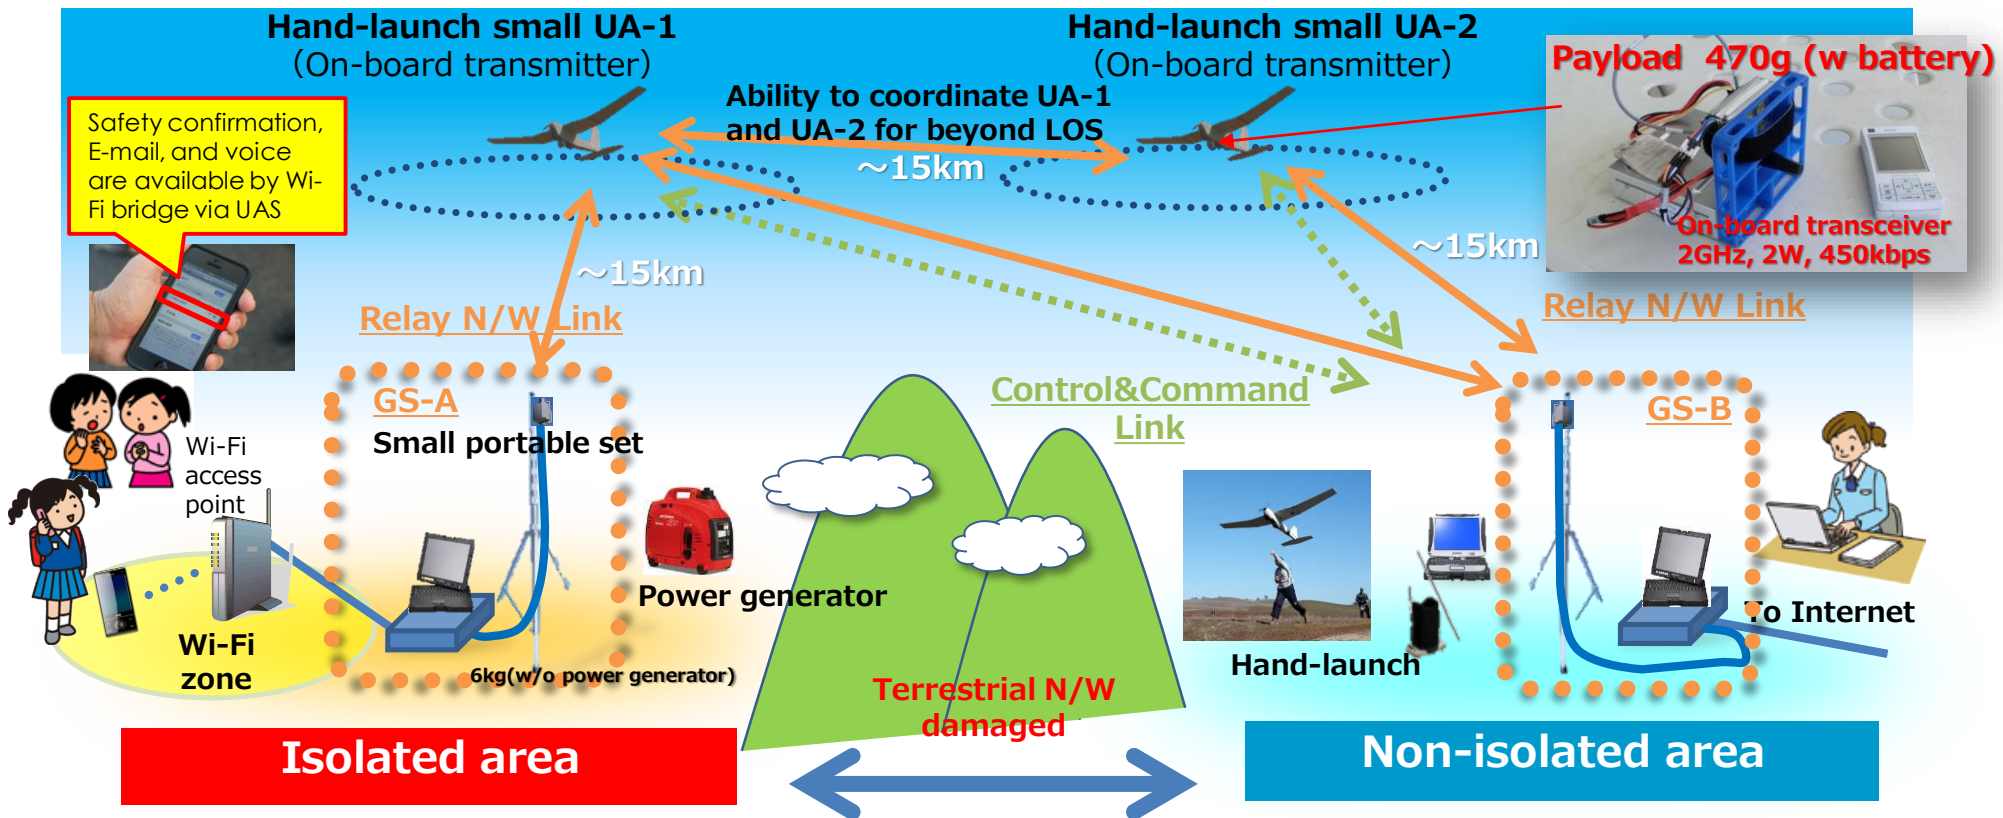 Hand-launch small UA-1
（On-board transmitter）
Hand-launch small UA-2
（On-board transmitter）
Payload  470g (w battery)
On-board transceiver
2GHz, 2W, 450kbps
Safety confirmation,
E-mail, and voice
are available by Wi-
Fi bridge via UAS
Ability to coordinate UA-1
and UA-2 for beyond LOS
～15km
～15km
～15km
Relay N/W Link
Relay N/W Link
Control&Command
Link
GS-A
Small portable set
GS-B
Wi-Fi
access
point
Power generator
Wi-Fi
zone
6kg(w/o power generator)
Hand-launch
To Internet
Terrestrial N/W
damaged
Isolated area
Non-isolated area